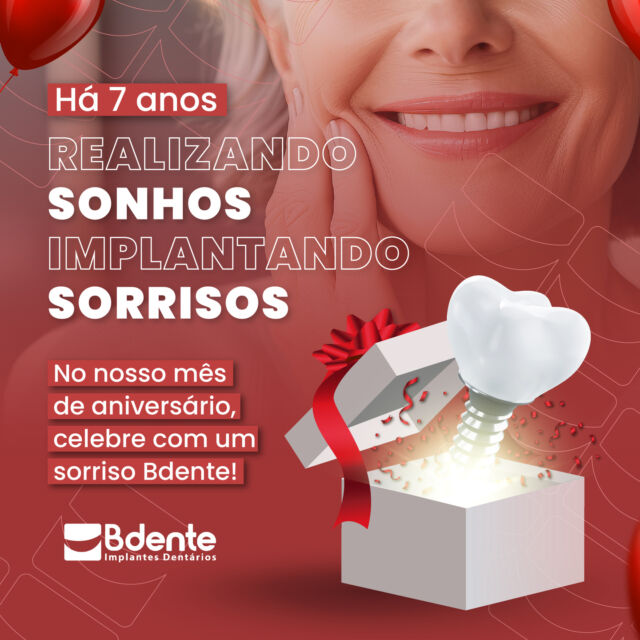 Há 7 anos
REALIZANDO
SONHOS
IMPLANTANDO
SORRISOS
No nosso mês
de aniversário,
celebre com um
sorriso Bdente!
Bdente
Implantes Dentários